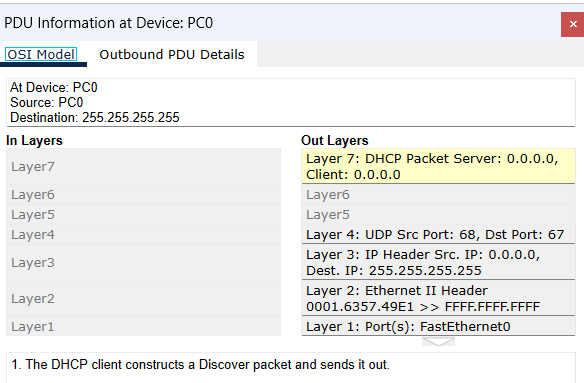 PDU Information at Device: PC0
OSI Model Outbound PDU Details
At Device: PC0
Source: PC0
Destination: 255.255.255.255
In Layers
Layer7
Layer6
Layer5
Layer4
Layer3
Layer2
Layer1
Out Layers
Layer 7: DHCP Packet Server: 0.0.0.0,
Client: 0.0.0.0
Layer6
Layer5
Layer 4: UDP Src Port: 68, Dst Port: 67
Layer 3: IP Header Src. IP: 0.0.0.0,
Dest. IP: 255.255.255.255
Layer 2: Ethernet II Header
0001.6357.49E1 >> FFFF.FFFF.FFFF
Layer 1: Port(s): FastEthernet0
1. The DHCP client constructs a Discover packet and sends it out.